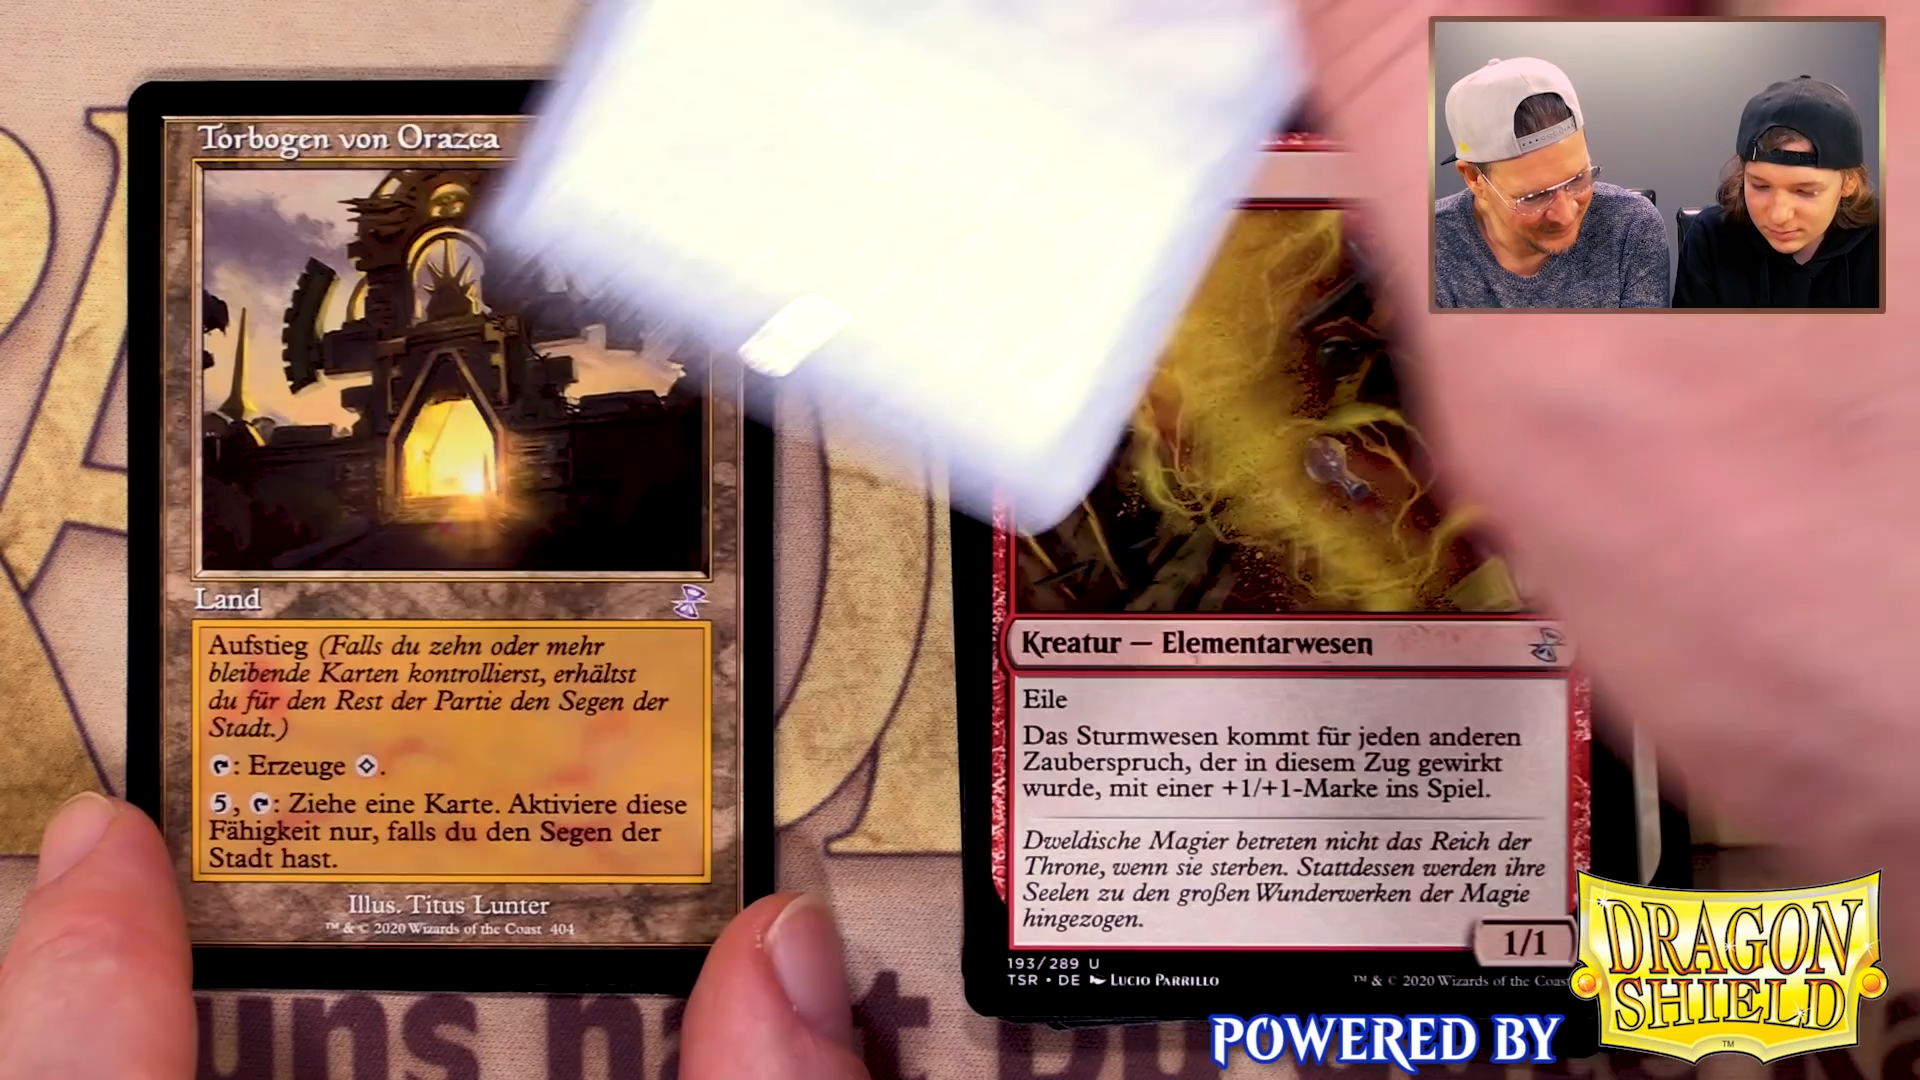 Torbogen von Orazca
Land
Aufstieg (Falls du zehn oder mehr
bleibende Karten kontrollierst, erhältst
du für den Rest der Partie den Segen der
Stadt.)
: Erzeuge .
5, : Ziehe eine Karte. Aktiviere diese
Fähigkeit nur, falls du den Segen der
Stadt hast.
Illus. Titus Lunter
™ & © 2020 Wizards of the Coast 404
Kreatur — Elementarwesen
Eile
Das Sturmwesen kommt für jeden anderen
Zauberspruch, der in diesem Zug gewirkt
wurde, mit einer +1/+1-Marke ins Spiel.
Dweldische Magier betreten nicht das Reich der
Throne, wenn sie sterben. Stattdessen werden ihre
Seelen zu den großen Wunderwerken der Magie
hingezogen.
1/1
193/289 U
TSR • DE Lucio Parrillo
™ & © 2020 Wizards of the Coast
POWERED BY
DRAGON
SHIELD
TM